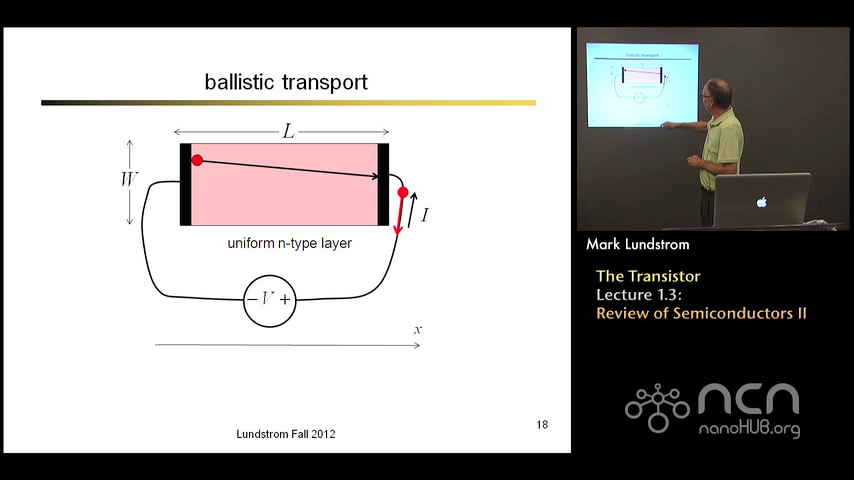 ballistic transport
L
W
I
uniform n-type layer
− V +
x
Lundstrom Fall 2012
18
Mark Lundstrom
The Transistor
Lecture 1.3:
Review of Semiconductors II
ncn
nanoHUB.org